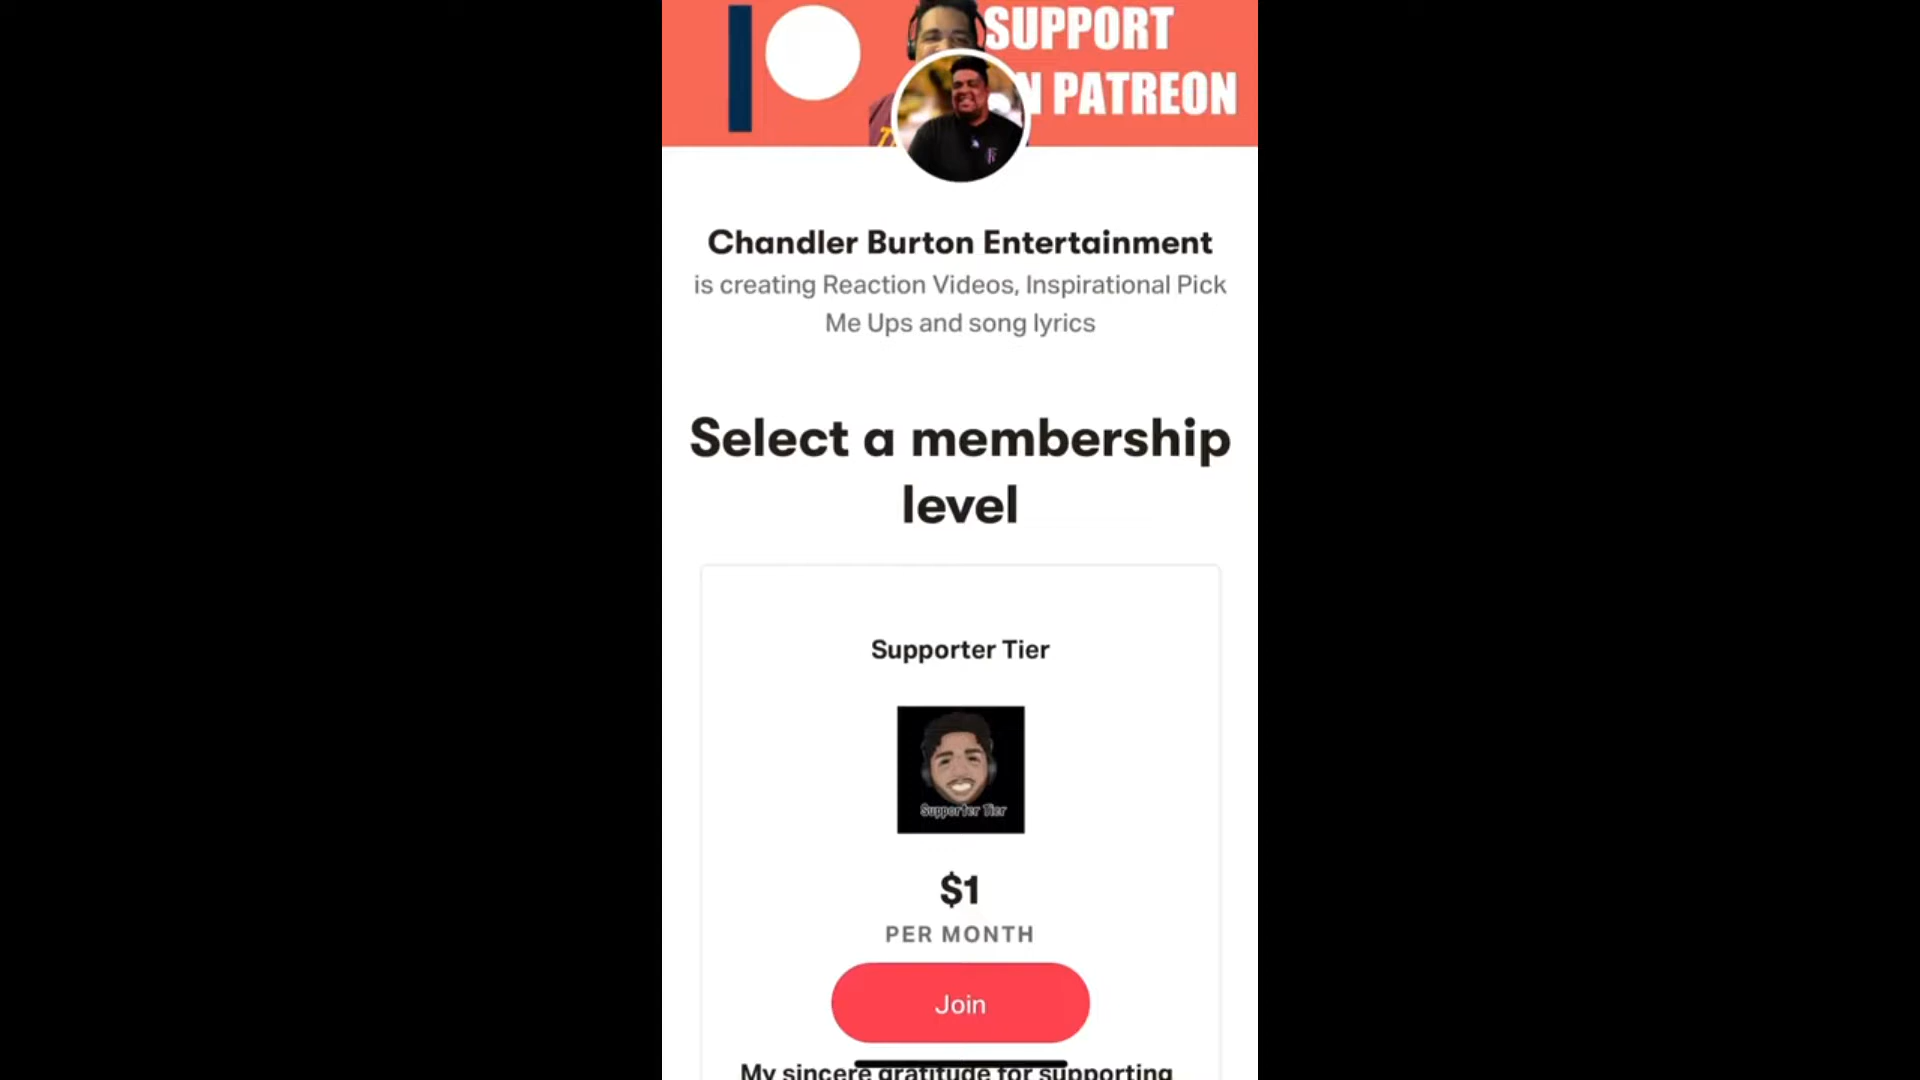 SUPPORT
N PATREON
Chandler Burton Entertainment
is creating Reaction Videos, Inspirational Pick
Me Ups and song lyrics
Select a membership
level
Supporter Tier
Supporter Tier
$1
PER MONTH
Join
My sincere gratitude for supporting